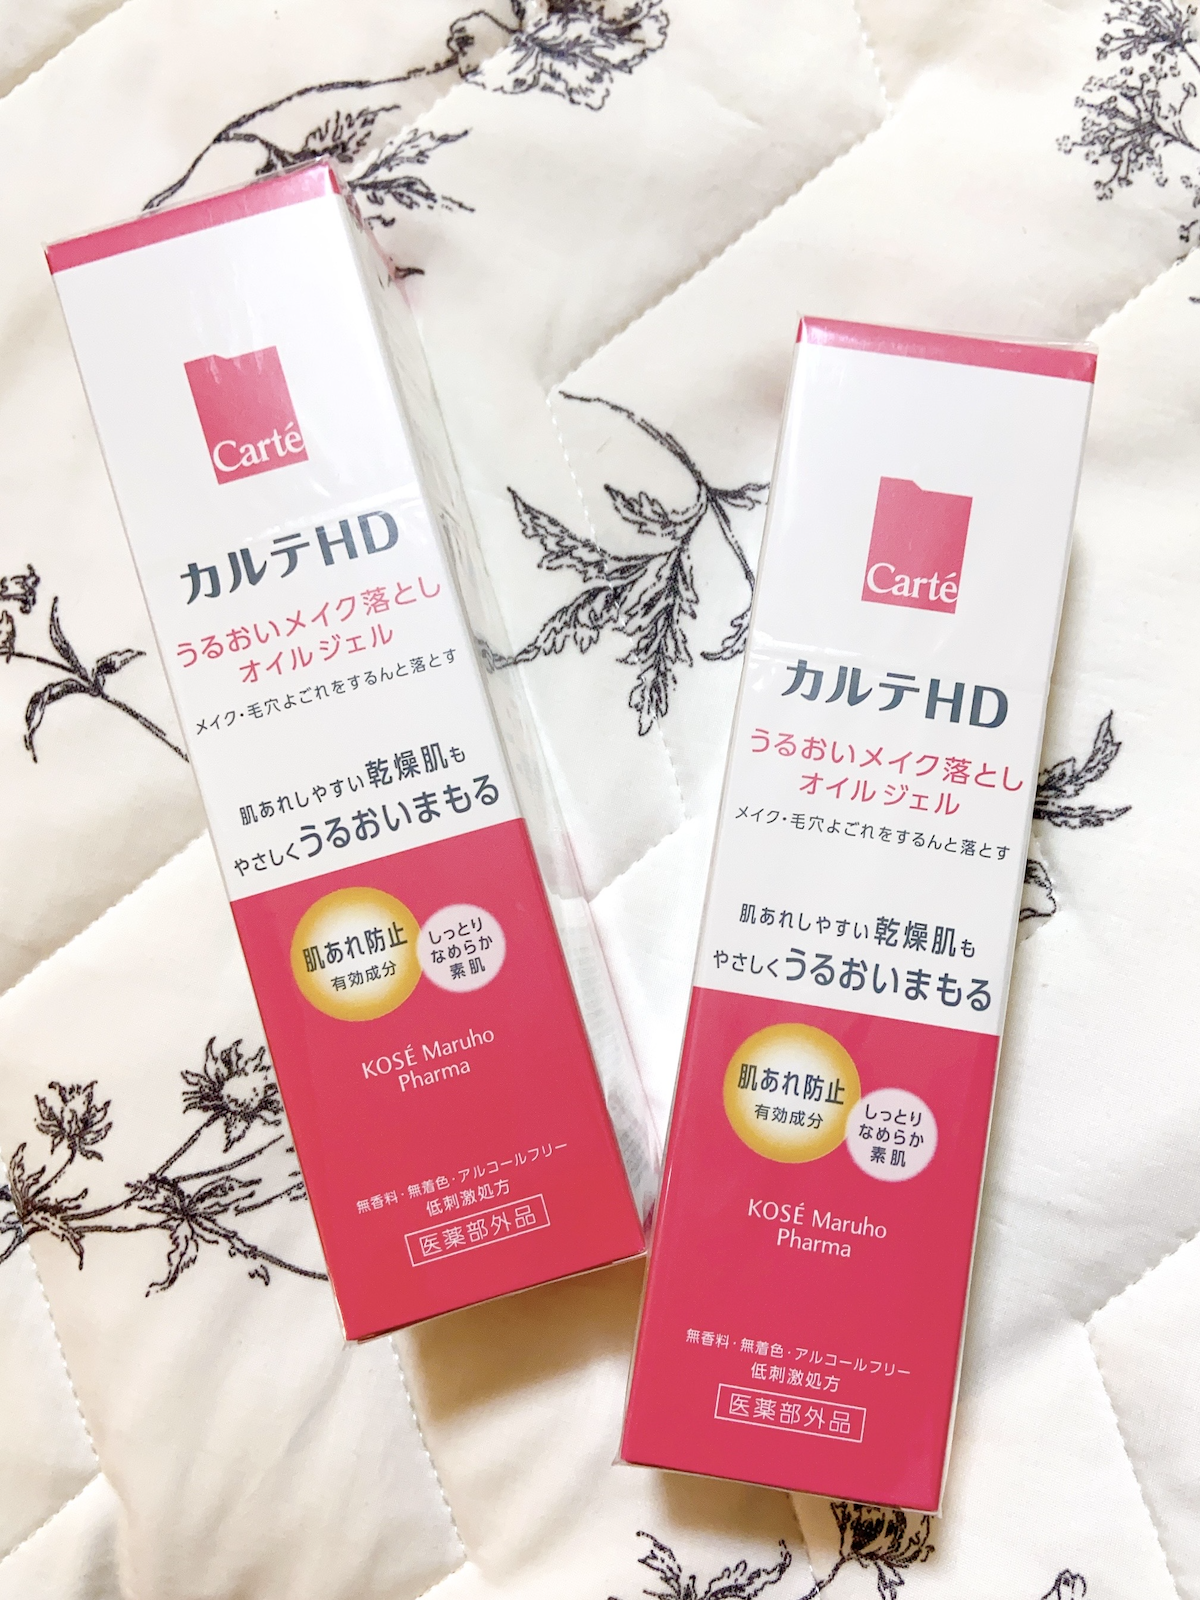 Carté
カルテHD
うるおいメイク落とし
オイルジェル
メイク・毛穴よごれをするんと落とす
肌あれしやすい乾燥肌も
やさしくうるおいまもる
肌あれ防止
有効成分
しっとり
なめらか
素肌
KOSÉ Maruho
Pharma
無香料・無着色・アルコールフリー
低刺激処方
医薬部外品
Carté
カルテHD
うるおいメイク落とし
オイルジェル
メイク・毛穴よごれをするんと落とす
肌あれしやすい乾燥肌も
やさしくうるおいまもる
肌あれ防止
有効成分
しっとり
なめらか
素肌
KOSÉ Maruho
Pharma
無香料・無着色・アルコールフリー
低刺激処方
医薬部外品